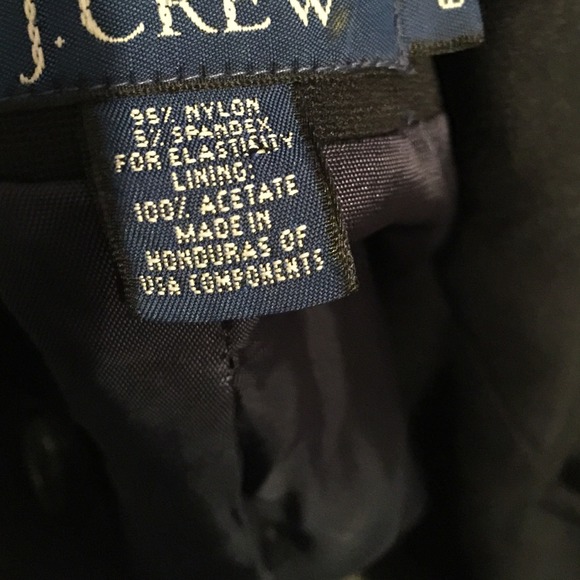 J.CREW
95% NYLON
5% SPANDEX
FOR ELASTICITY
LINING:
100% ACETATE
MADE IN
HONDURAS OF
USA COMPONENTS